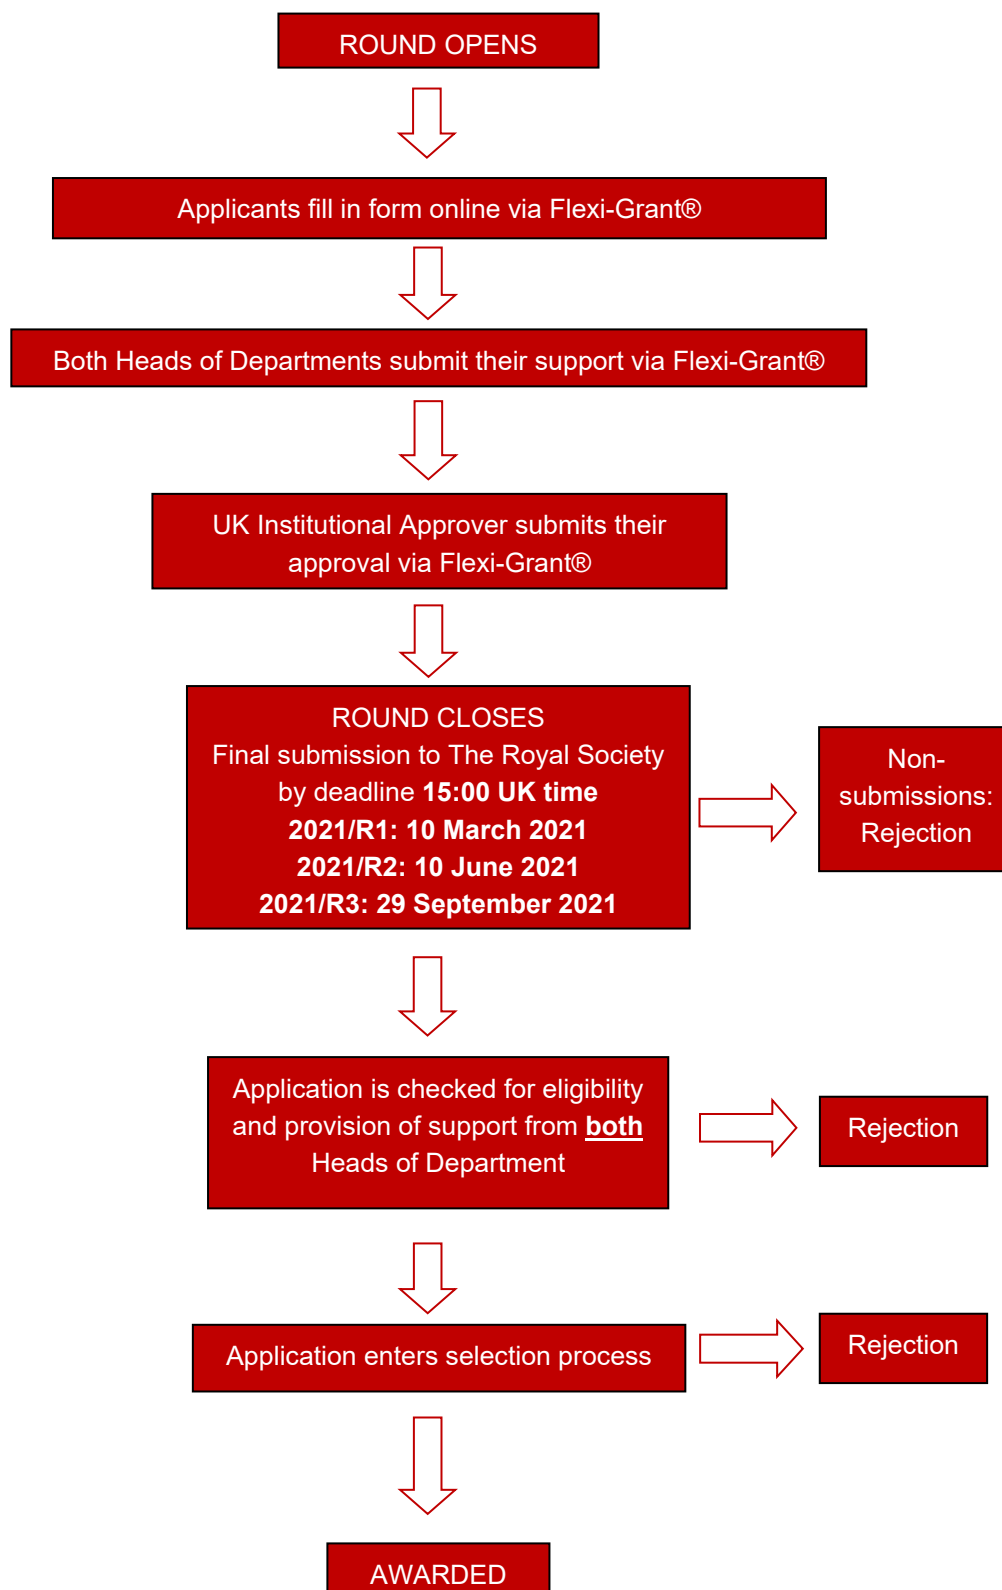 ROUND OPENS
Applicants fill in form online via Flexi-Grant®
Both Heads of Departments submit their support via Flexi-Grant®
UK Institutional Approver submits their
approval via Flexi-Grant®
ROUND CLOSES
Final submission to The Royal Society
by deadline 15:00 UK time
2021/R1: 10 March 2021
2021/R2: 10 June 2021
2021/R3: 29 September 2021
Non-
submissions:
Rejection
Application is checked for eligibility
and provision of support from both
Heads of Department
Rejection
Application enters selection process
Rejection
AWARDED